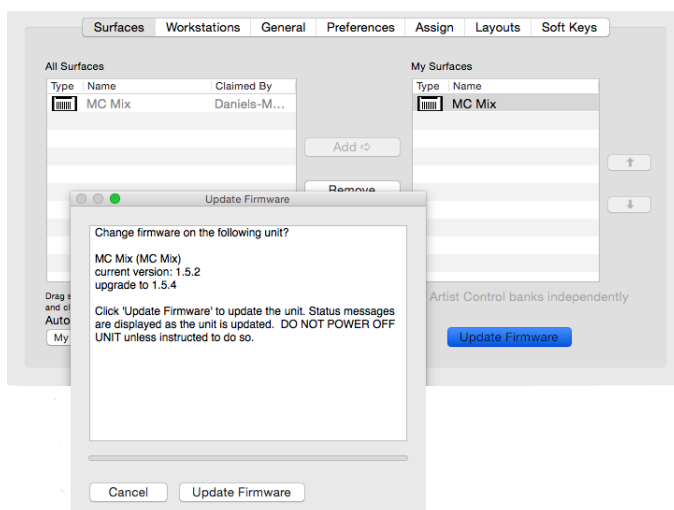 Surfaces Workstations General Preferences Assign Layouts Soft Keys
All Surfaces
Type Name Claimed By
MC Mix Daniels-M...
My Surfaces
Type Name
MC Mix
Add
Remove
Drag s
and cl
Auto
My
Artist Control banks independently
Update Firmware
Update Firmware
Change firmware on the following unit?
MC Mix (MC Mix)
current version: 1.5.2
upgrade to 1.5.4
Click 'Update Firmware' to update the unit. Status messages
are displayed as the unit is updated. DO NOT POWER OFF
UNIT unless instructed to do so.
Cancel Update Firmware